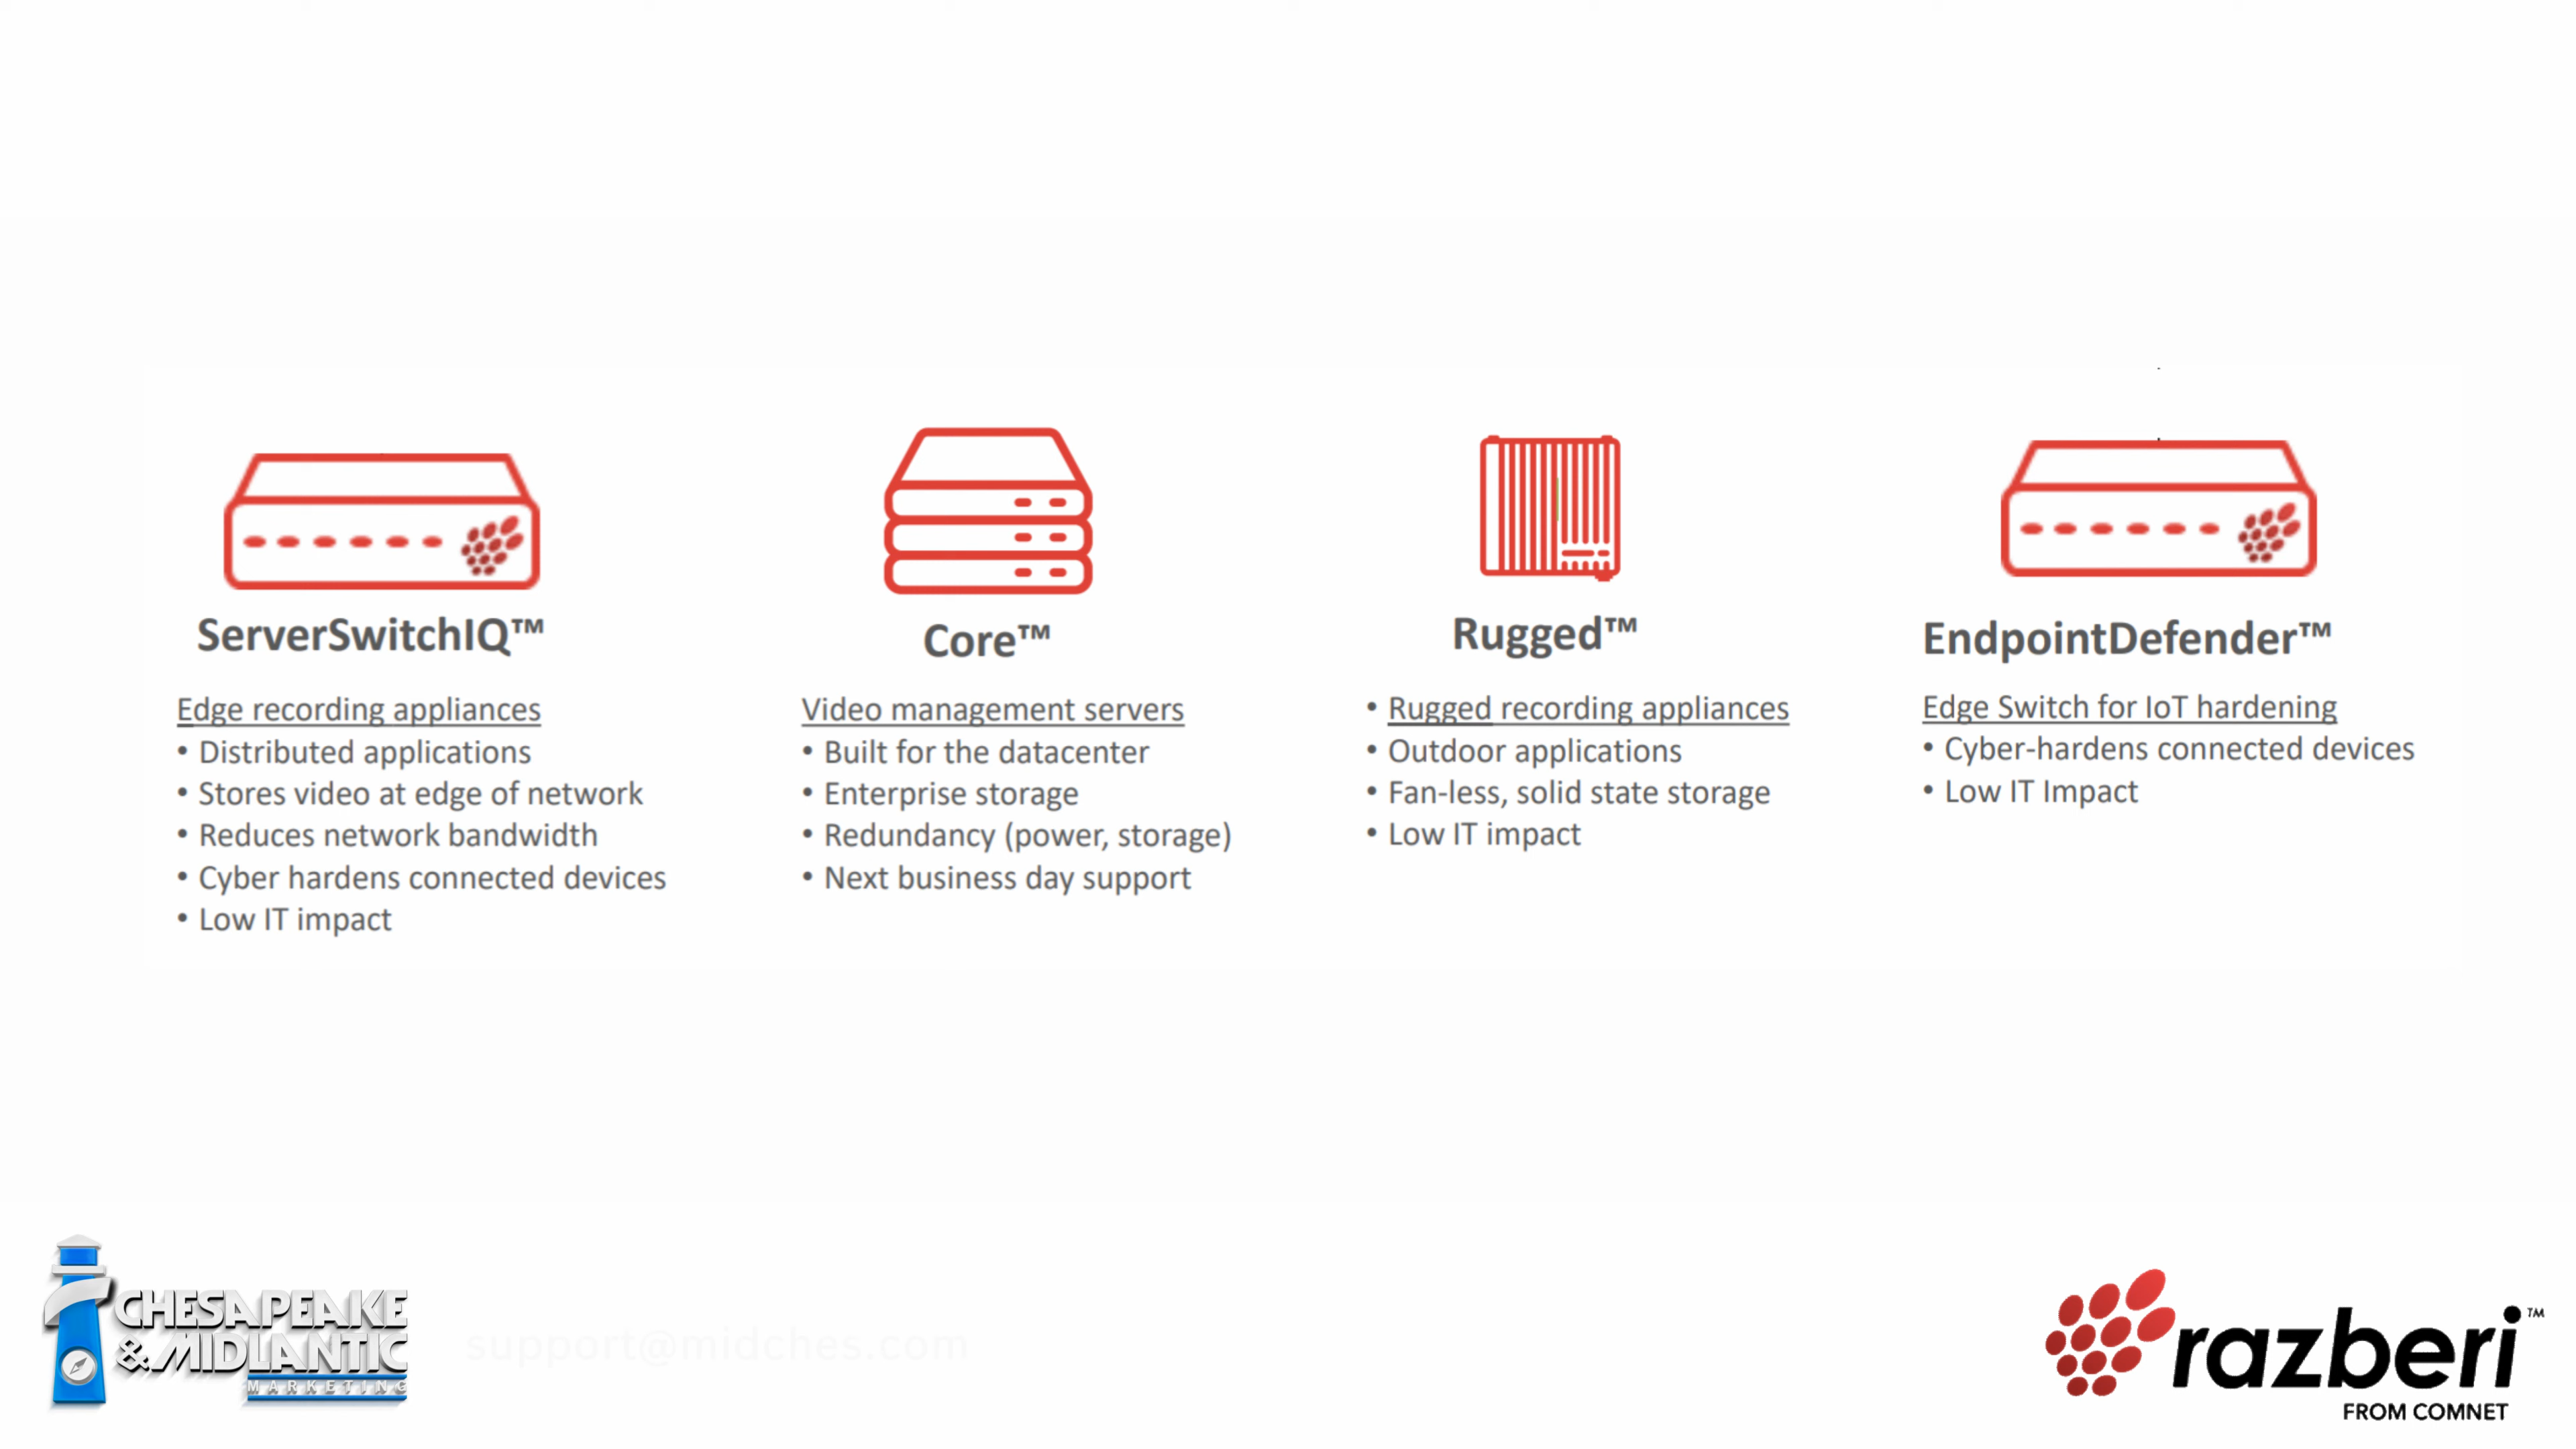 ServerSwitchIQ™
Edge recording appliances
• Distributed applications
• Stores video at edge of network
• Reduces network bandwidth
• Cyber hardens connected devices
• Low IT impact
Core™
Video management servers
• Built for the datacenter
• Enterprise storage
• Redundancy (power, storage)
• Next business day support
Rugged™
• Rugged recording appliances
• Outdoor applications
• Fan-less, solid state storage
• Low IT impact
EndpointDefender™
Edge Switch for IoT hardening
• Cyber-hardens connected devices
• Low IT Impact
CHESAPEAKE
&MIDLANTIC
MARKETING
support@midches.com
razberi™
FROM COMNET